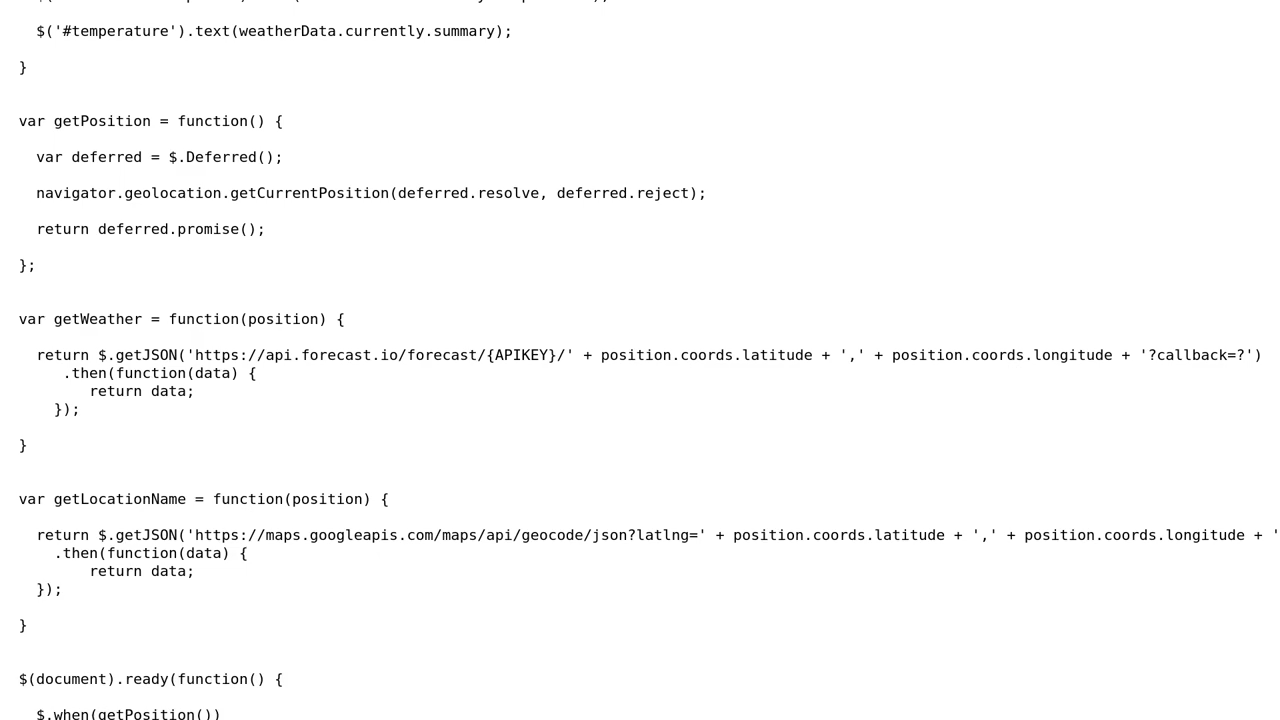 $('#temperature').text(weatherData.currently.summary);
}
var getPosition = function() {
var deferred = $.Deferred();
navigator.geolocation.getCurrentPosition(deferred.resolve, deferred.reject);
return deferred.promise();
};
var getWeather = function(position) {
return $.getJSON('https://api.forecast.io/forecast/{APIKEY}/' + position.coords.latitude + ',' + position.coords.longitude + '?callback=?')
.then(function(data) {
return data;
});
}
var getLocationName = function(position) {
return $.getJSON('https://maps.googleapis.com/maps/api/geocode/json?latlng=' + position.coords.latitude + ',' + position.coords.longitude + '
.then(function(data) {
return data;
});
}
$(document).ready(function() {
$.when(getPosition())